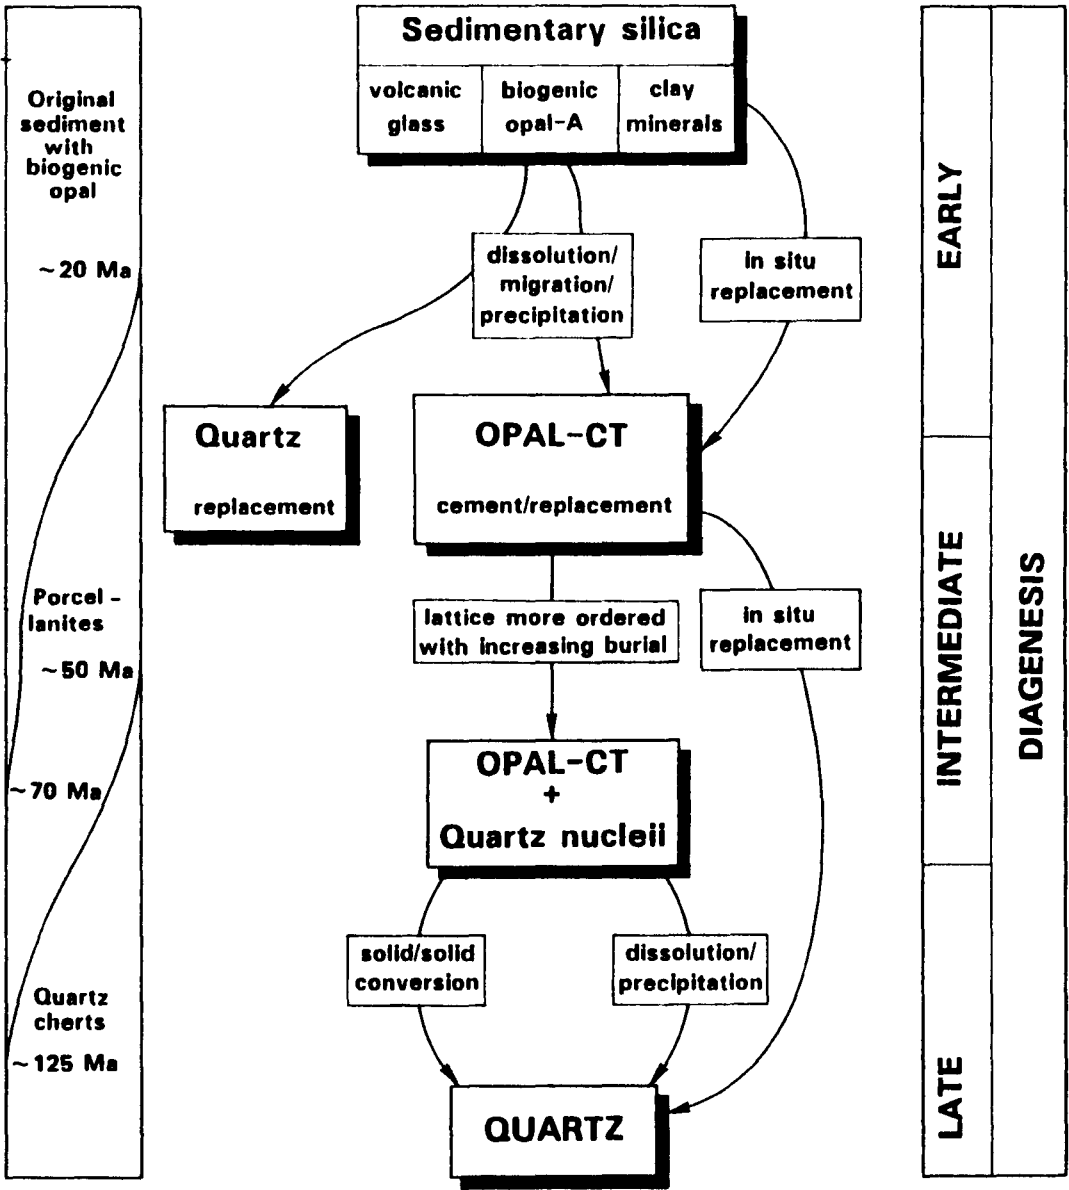 Sedimentary silica
volcanic
glass
biogenic
opal-A
clay
minerals
Original
sediment
with
biogenic
opal
~20 Ma
dissolution/
migration/
precipitation
in situ
replacement
Quartz
replacement
OPAL-CT
cement/replacement
Porcel-
lanites
~50 Ma
~70 Ma
lattice more ordered
with increasing burial
in situ
replacement
OPAL-CT
+
Quartz nucleii
solid/solid
conversion
dissolution/
precipitation
Quartz
cherts
~125 Ma
QUARTZ
EARLY
INTERMEDIATE
LATE
DIAGENESIS